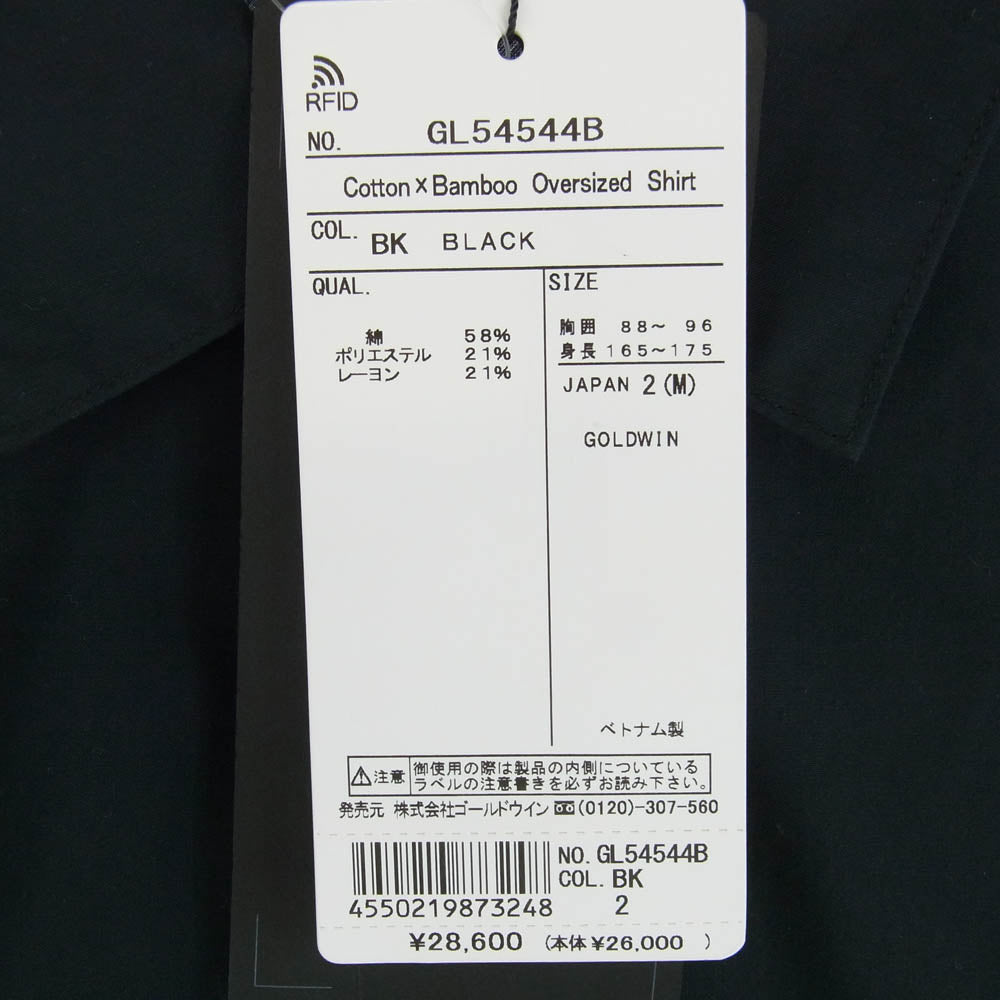 RFID
NO. GL54544B
Cotton×Bamboo Oversized Shirt
COL. BK BLACK
QUAL.
綿 58%
ポリエステル 21%
レーヨン 21%
SIZE
胸囲 88～ 96
身長 165～175
JAPAN 2(M)
GOLDWIN
ベトナム製
注意 御使用の際は製品の内側についている
ラベルの注意書きを必ずお読み下さい。
発売元 株式会社ゴールドウイン (0120)-307-560
NO. GL54544B
COL. BK
2
4550219873248
¥28,600 (本体¥26,000 )